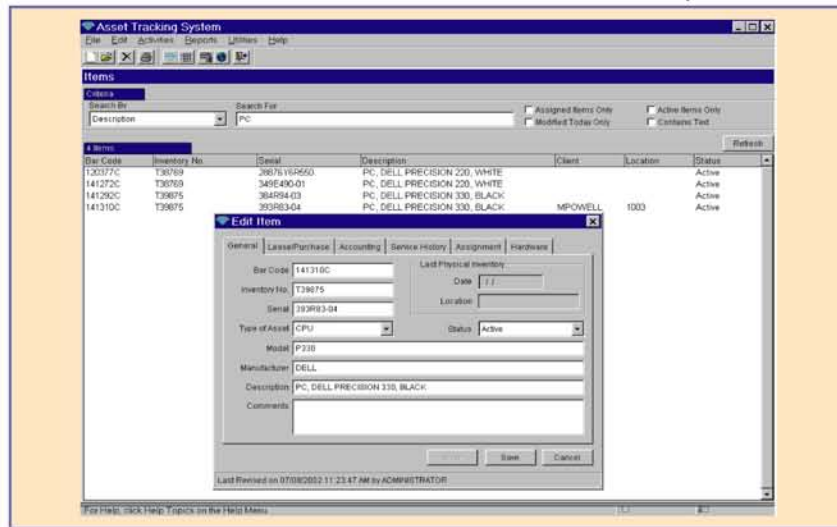 Asset Tracking System
File Edit Activities Reports Utilities Help
Items
Criteria
Search By
Search For
Description
PC
Assigned Items Only
Active Items Only
Modified Today Only
Contains Text
Refresh
4 Items
Bar Code Inventory No. Serial Description Client Location Status
120377C T38769 PC, DELL PRECISION 220, WHITE Active
141272C T38769 349E490-01 PC, DELL PRECISION 220, WHITE Active
141292C T39875 384R94-03 PC, DELL PRECISION 330, BLACK Active
141310C T39875 393R83-04 PC, DELL PRECISION 330, BLACK MPOWELL 1003 Active
Edit Item
General Lease/Purchase Accounting Service History Assignment Hardware
Bar Code 141310C
Last Physical Inventory
Date / /
Inventory No. T39875
Location
Serial 393R83-04
Type of Asset CPU
Status Active
Model P330
Manufacturer DELL
Description PC, DELL PRECISION 330, BLACK
Comments
Save Cancel
Last Revised on 07/08/2002 11:23:47 AM by ADMINISTRATOR
For Help, click Help Topics on the Help Menu